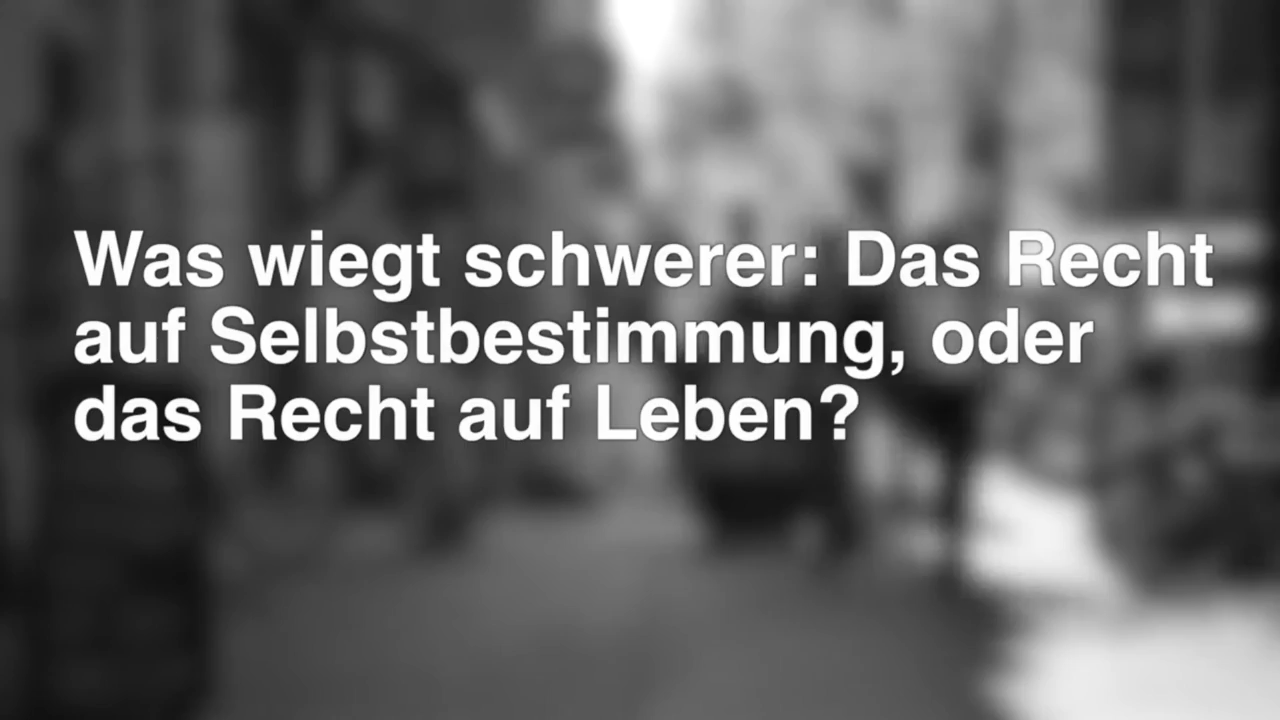 Was wiegt schwerer: Das Recht
auf Selbstbestimmung, oder
das Recht auf Leben?